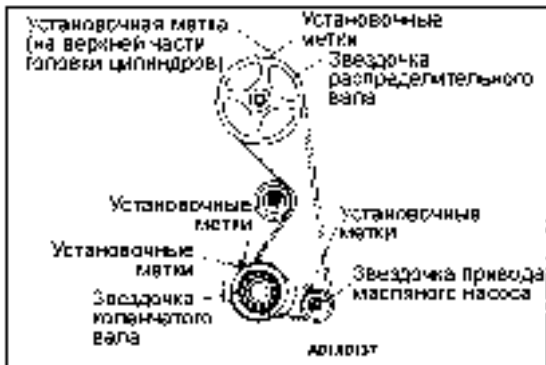 Установочная метка
(на верхней части
головки цилиндров)
Установочные
метки
Звездочка
распределительного
вала
Установочные
метки
Установочные
метки
Звездочка
коленчатого
вала
Установочные
метки
Звездочка привода
масляного насоса